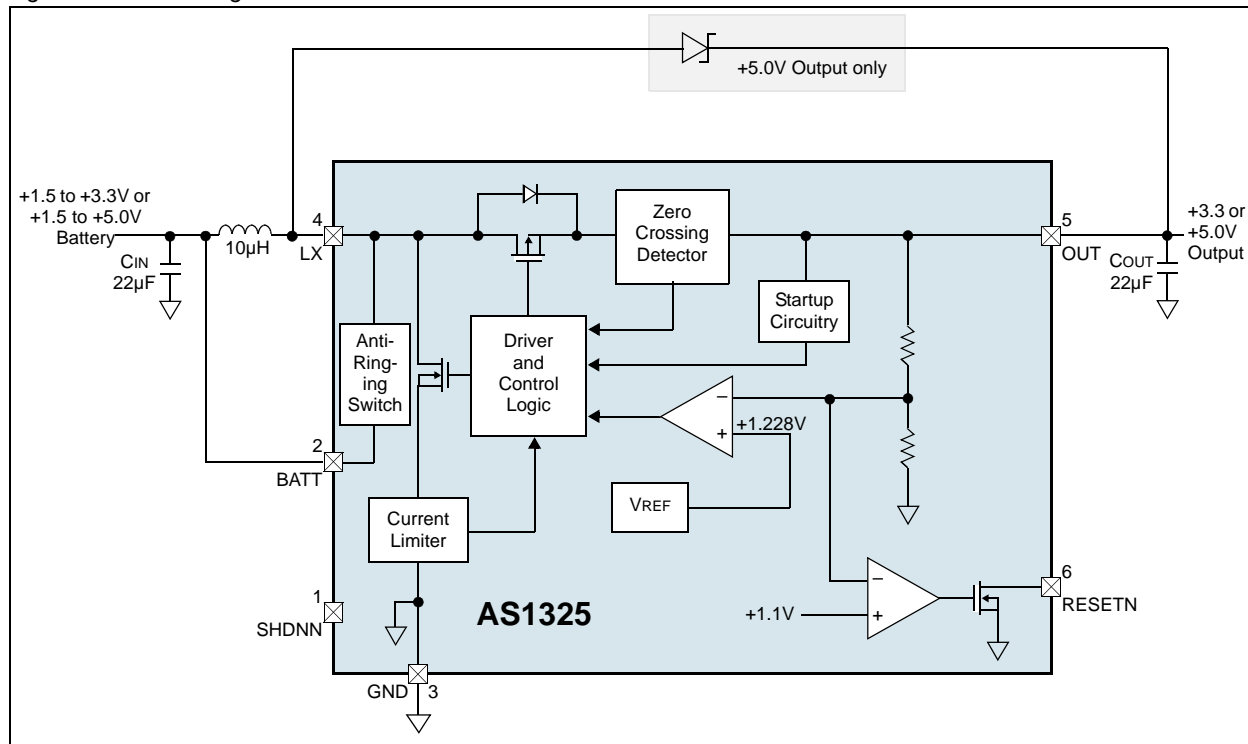 +5.0V Output only
+1.5 to +3.3V or
+1.5 to +5.0V
Battery
CIN
22µF
10µH
4
LX
Zero
Crossing
Detector
5
OUT
+3.3 or
+5.0V
Output
COUT
22µF
Startup
Circuitry
Anti-
Ring-
ing
Switch
Driver
and
Control
Logic
−
+
+1.228V
2
BATT
VREF
Current
Limiter
1
SHDNN
AS1325
+1.1V
−
+
6
RESETN
GND
3